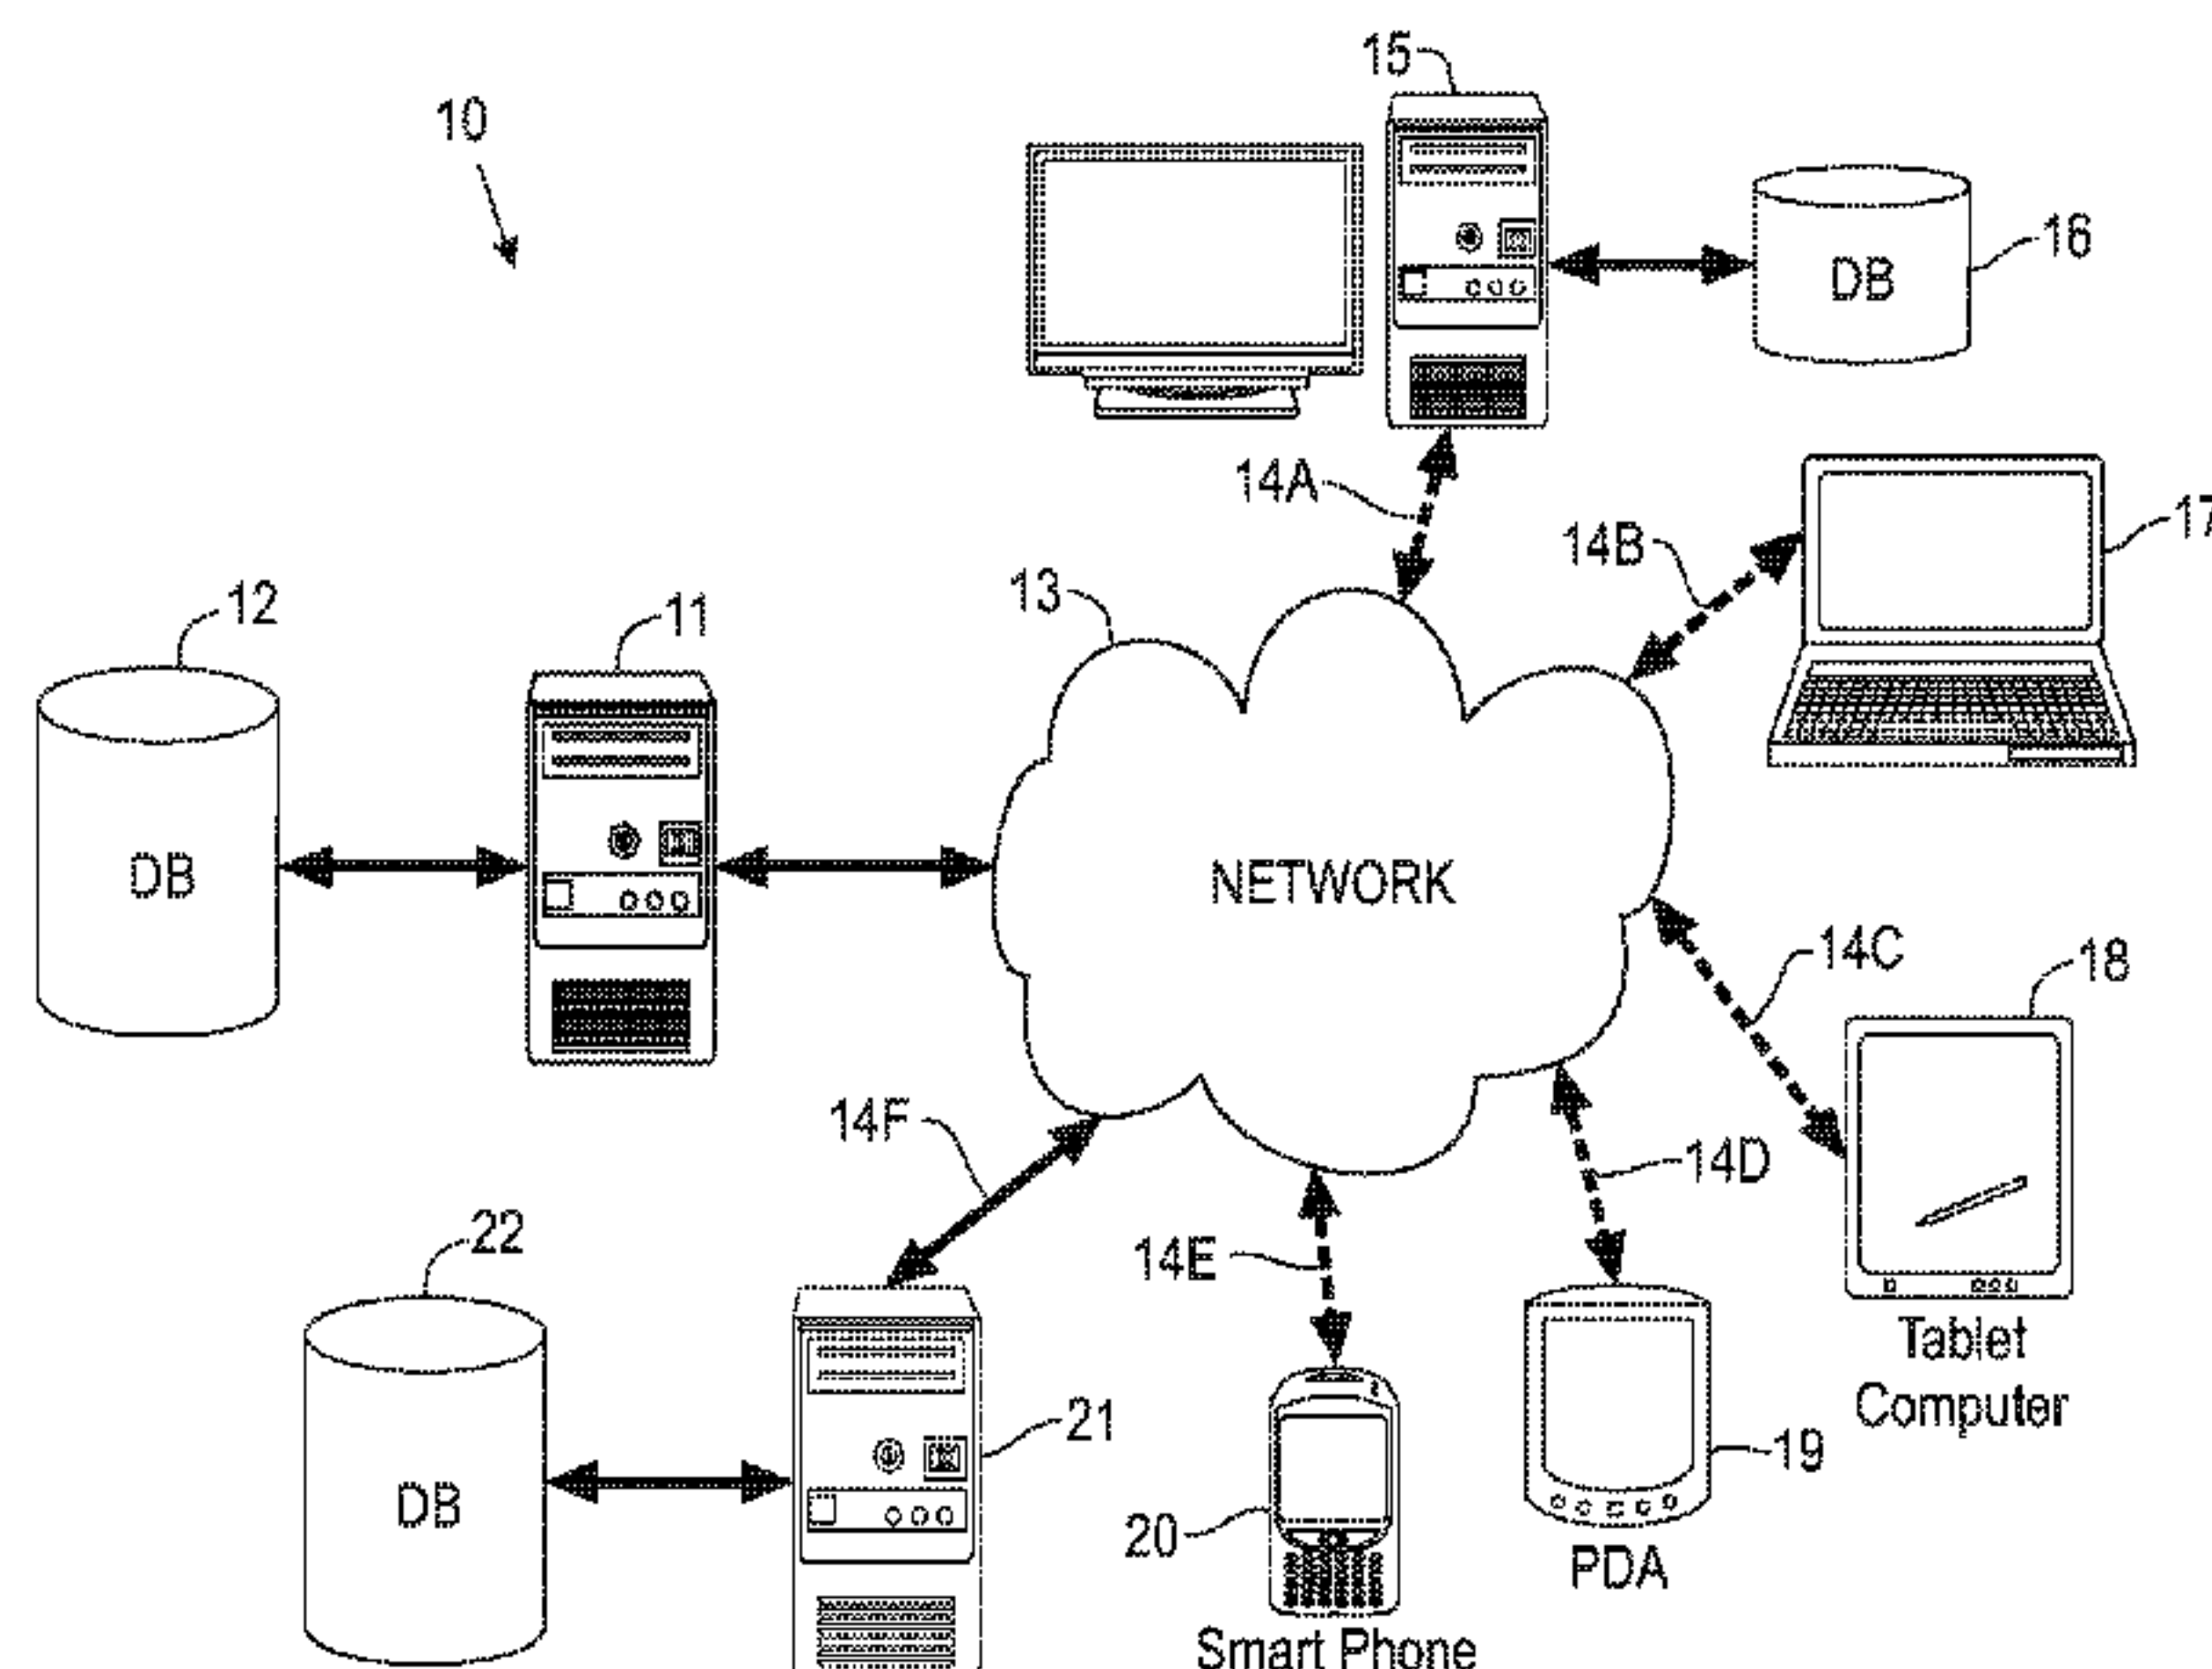 15
10
16
DB
14A
17
14B
13
12
11
DB
NETWORK
14C
18
14F
14D
22
14E
Tablet
Computer
21
19
DB
20
PDA
Smart Phone